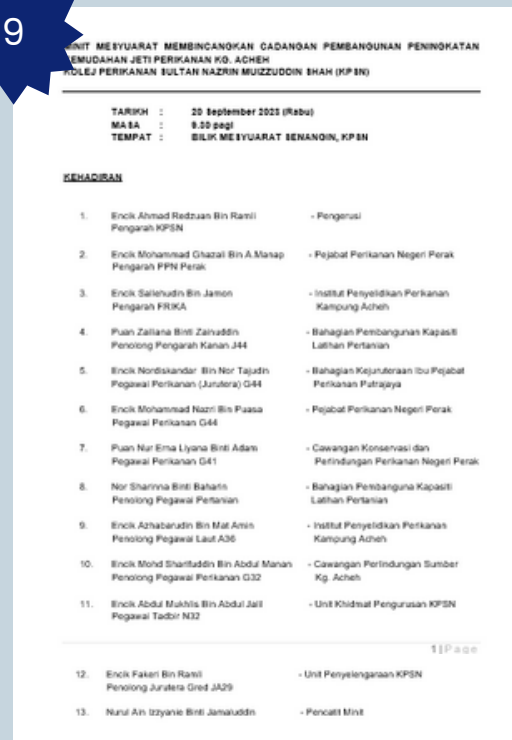 9
MINIT MESYUARAT MEMBINCANGKAN CADANGAN PEMBANGUNAN PENINGKATAN
KEMUDAHAN JETI PERIKANAN KG. ACHEH
KOLEJ PERIKANAN SULTAN NAZRIN MUIZZUDDIN SHAH (KPSN)
TARIKH : 20 September 2023 (Rabu)
MASA : 9.30 pagi
TEMPAT : BILIK MESYUARAT SENANGIN, KPSN
KEHADIRAN
1. Encik Ahmad Redzuan Bin Ramli - Pengerusi
Pengarah KPSN
2. Encik Mohammad Ghazali Bin A.Manap - Pejabat Perikanan Negeri Perak
Pengarah PPN Perak
3. Encik Sallehudin Bin Jamon - Institut Penyelidikan Perikanan
Pengarah FRIKA Kampung Acheh
4. Puan Zaliana Binti Zainuddin - Bahagian Pembangunan Kapasiti
Penolong Pengarah Kanan J44 Latihan Pertanian
5. Encik Nordiskandar Bin Nor Tajudin - Bahagian Kejuruteraan Ibu Pejabat
Pegawai Perikanan (Jurutera) G44 Perikanan Putrajaya
6. Encik Mohammad Nazri Bin Puasa - Pejabat Perikanan Negeri Perak
Pegawai Perikanan G44
7. Puan Nur Erna Liyana Binti Adam - Cawangan Konservasi dan
Pegawai Perikanan G41 Perlindungan Perikanan Negeri Perak
8. Nor Sharinna Binti Baharin - Bahagian Pembanguna Kapasiti
Penolong Pegawai Pertanian Latihan Pertanian
9. Encik Azhabarudin Bin Mat Amin - Institut Penyelidikan Perikanan
Penolong Pegawai Laut A36 Kampung Acheh
10. Encik Mohd Sharifuddin Bin Abdul Manan - Cawangan Perlindungan Sumber
Penolong Pegawai Perikanan G32 Kg. Acheh
11. Encik Abdul Mukhlis Bin Abdul Jalil - Unit Khidmat Pengurusan KPSN
Pegawai Tadbir N32
1 | Page
12. Encik Fakeri Bin Ramli - Unit Penyelengaraan KPSN
Penolong Jurutera Gred JA29
13. Nurul Ain Izzyanie Binti Jamaluddin - Pencatit Minit